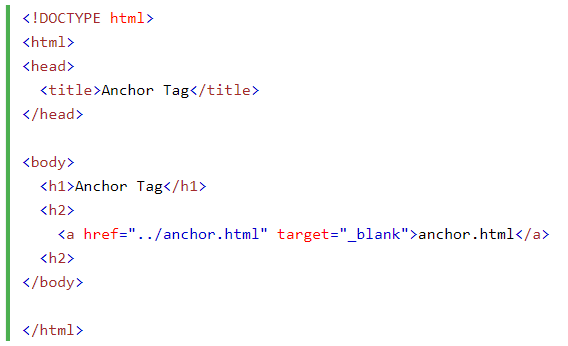 <!DOCTYPE html>
<html>
<head>
  <title>Anchor Tag</title>
</head>

<body>
  <h1>Anchor Tag</h1>
  <h2>
    <a href="../anchor.html" target="_blank">anchor.html</a>
  <h2>
</body>

</html>